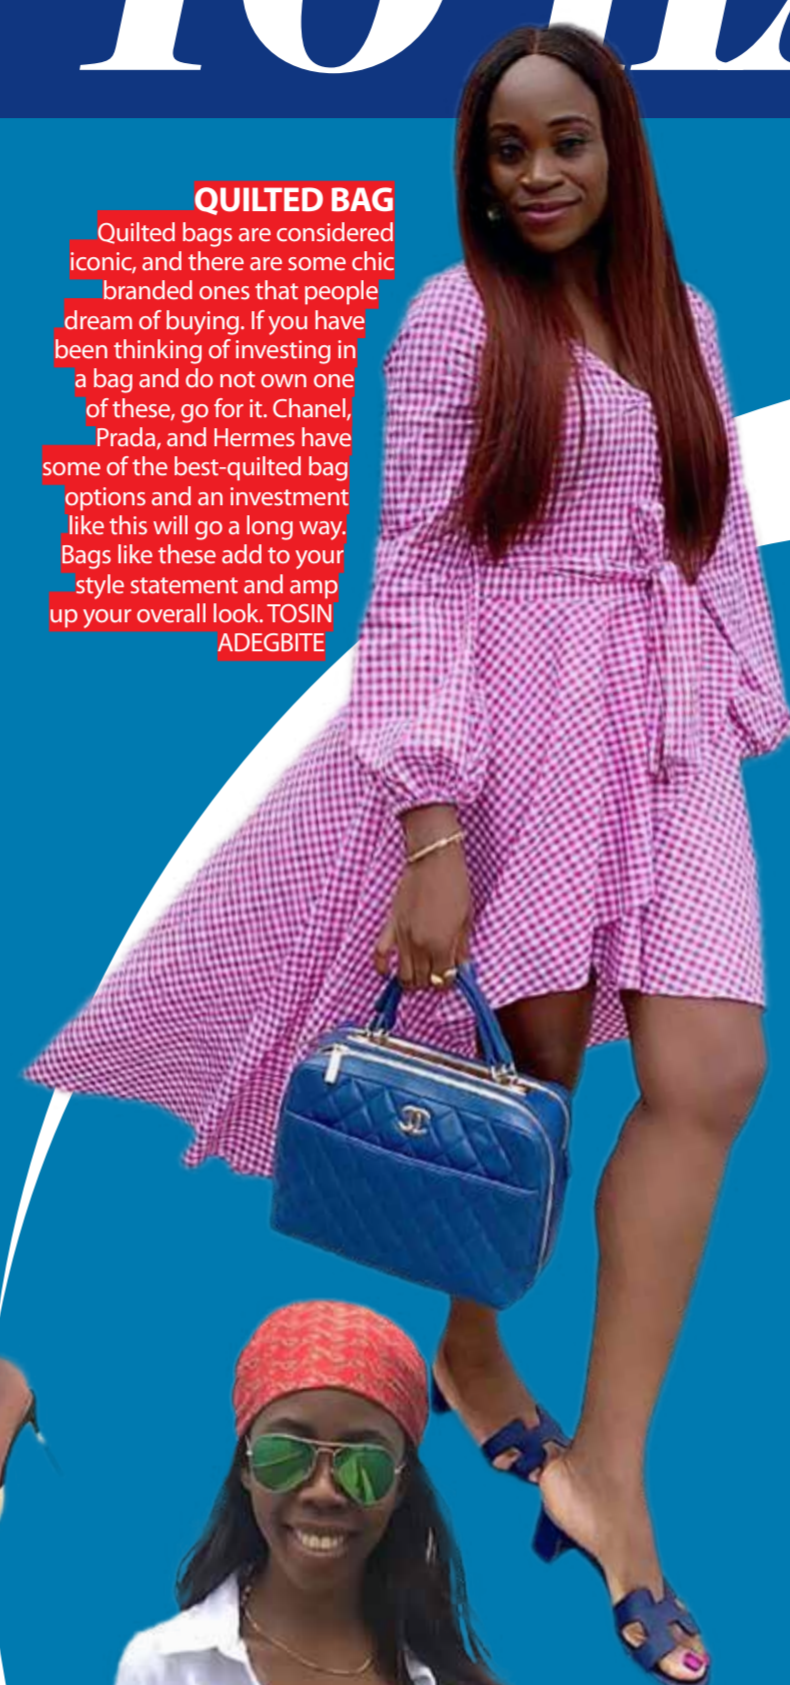 QUILTED BAG
Quilted bags are considered
iconic, and there are some chic
branded ones that people
dream of buying. If you have
been thinking of investing in
a bag and do not own one
of these, go for it. Chanel,
Prada, and Hermes have
some of the best-quilted bag
options and an investment
like this will go a long way.
Bags like these add to your
style statement and amp
up your overall look. TOSIN
ADEGBITE